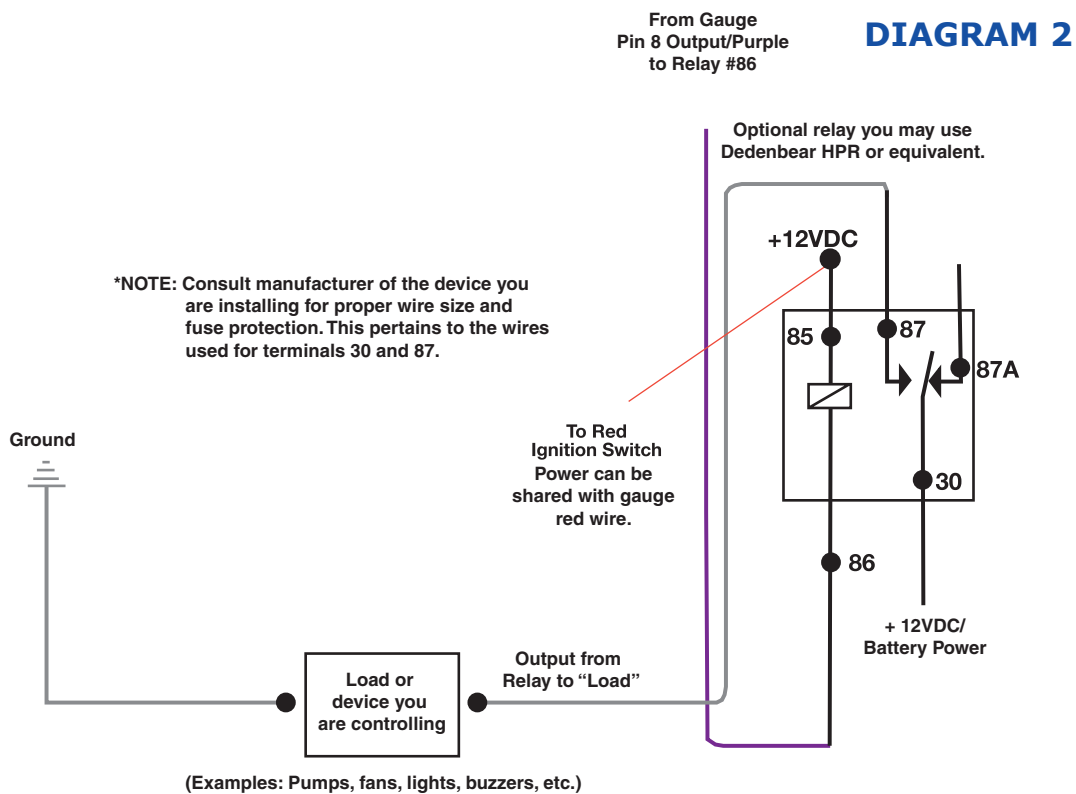 From Gauge
Pin 8 Output/Purple
to Relay #86
DIAGRAM 2
Optional relay you may use
Dedenbear HPR or equivalent.
+12VDC
*NOTE: Consult manufacturer of the device you
are installing for proper wire size and
fuse protection. This pertains to the wires
used for terminals 30 and 87.
85
87
87A
To Red
Ignition Switch
Power can be
shared with gauge
red wire.
30
86
+ 12VDC/
Battery Power
Ground
Load or
device you
are controlling
Output from
Relay to “Load”
(Examples: Pumps, fans, lights, buzzers, etc.)